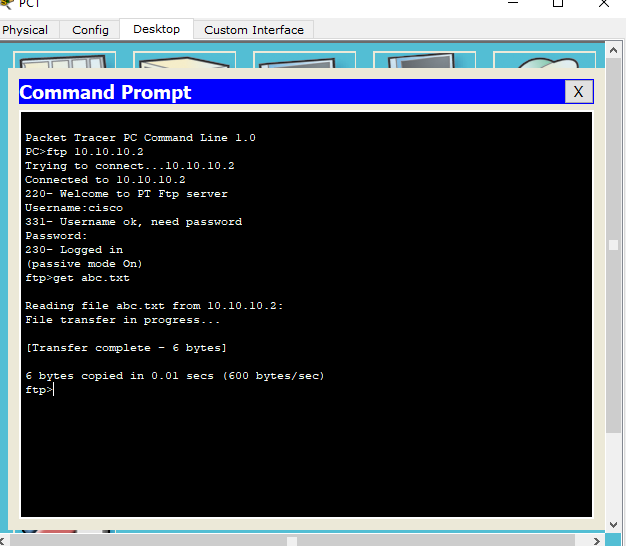 PC1
Physical Config Desktop Custom Interface
Command Prompt X
Packet Tracer PC Command Line 1.0
PC>ftp 10.10.10.2
Trying to connect...10.10.10.2
Connected to 10.10.10.2
220- Welcome to PT Ftp server
Username:cisco
331- Username ok, need password
Password:
230- Logged in
(passive mode On)
ftp>get abc.txt
Reading file abc.txt from 10.10.10.2:
File transfer in progress...
[Transfer complete - 6 bytes]
6 bytes copied in 0.01 secs (600 bytes/sec)
ftp>